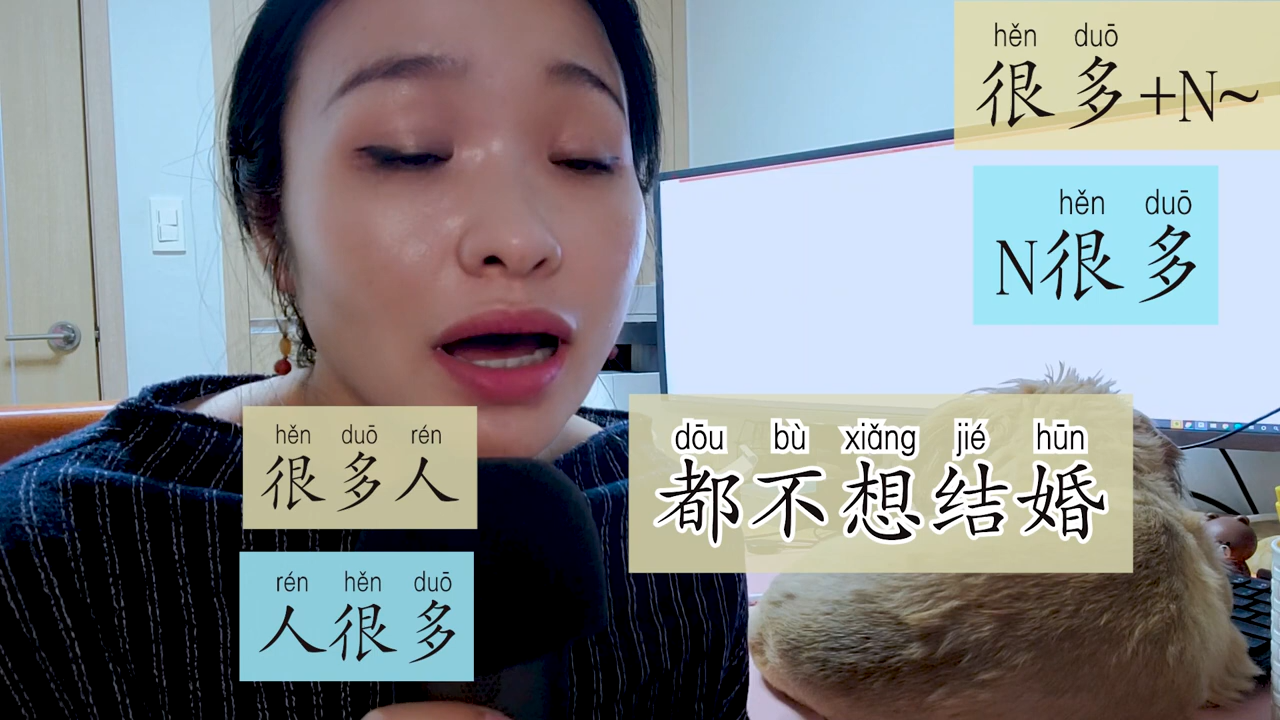 hěn duō
很多+N~
hěn duō
N很多
hěn duō rén
很多人
dōu bù xiǎng jié hūn
都不想结婚
rén hěn duō
人很多